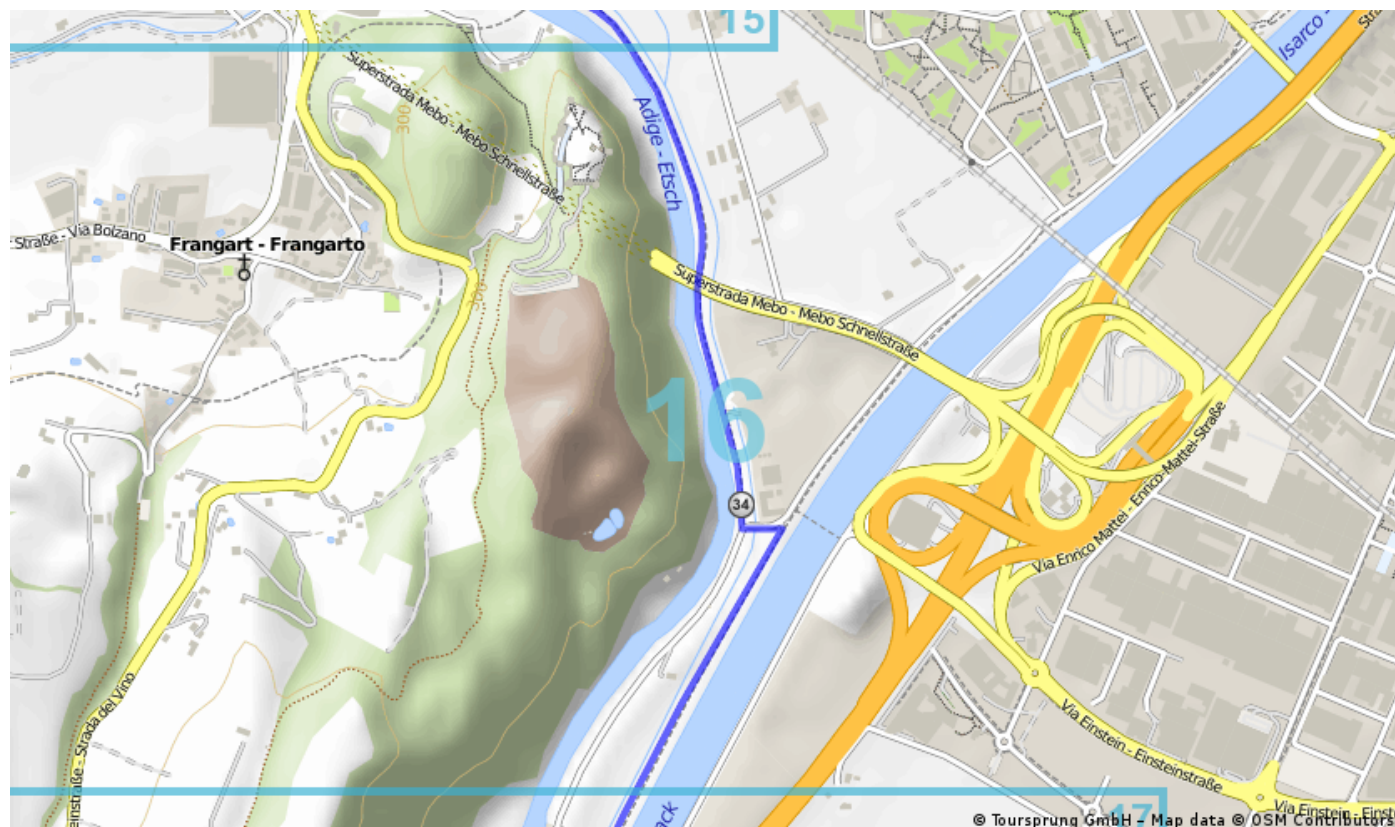 15
Isarco -
Superstrada Mebo - Mebo Schnellstraße
300
Adige - Etsch
Straße - Via Bolzano
Frangart - Frangarto
300
Superstrada Mebo - Mebo Schnellstraße
16
34
Via Enrico Mattei - Enrico-Mattei-Straße
einstraße - Strada del Vino
Via Einstein - Einsteinstraße
17
Via Einstein - Einst
© Toursprung GmbH – Map data © OSM Contributors